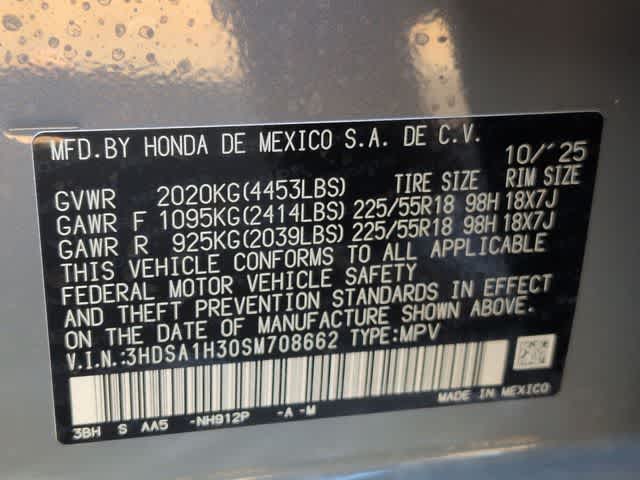 MFD.BY HONDA DE MEXICO S.A. DE C.V. 10/'25
GVWR 2020KG(4453LBS) TIRE SIZE RIM SIZE
GAWR F 1095KG(2414LBS) 225/55R18 98H 18X7J
GAWR R 925KG(2039LBS) 225/55R18 98H 18X7J
THIS VEHICLE CONFORMS TO ALL APPLICABLE
FEDERAL MOTOR VEHICLE SAFETY
AND THEFT PREVENTION STANDARDS IN EFFECT
ON THE DATE OF MANUFACTURE SHOWN ABOVE.
V.I.N.:3HDSA1H30SM708662 TYPE:MPV
MADE IN MEXICO
3BH S AA5 -NH912P -A -M